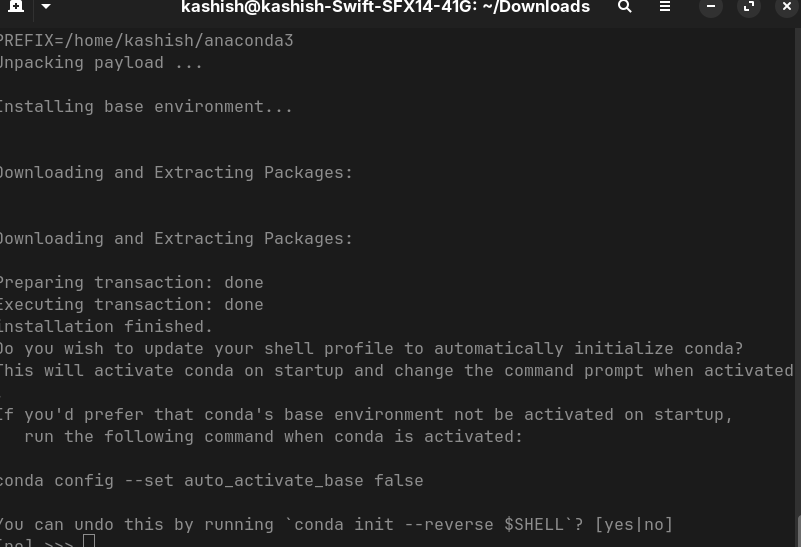 kashish@kashish-Swift-SFX14-41G: ~/Downloads
PREFIX=/home/kashish/anaconda3
Unpacking payload ...
Installing base environment...
Downloading and Extracting Packages:
Downloading and Extracting Packages:
Preparing transaction: done
Executing transaction: done
installation finished.
Do you wish to update your shell profile to automatically initialize conda?
This will activate conda on startup and change the command prompt when activated
.
If you'd prefer that conda's base environment not be activated on startup,
run the following command when conda is activated:
conda config --set auto_activate_base false
You can undo this by running `conda init --reverse $SHELL`? [yes|no]
[no] >>>